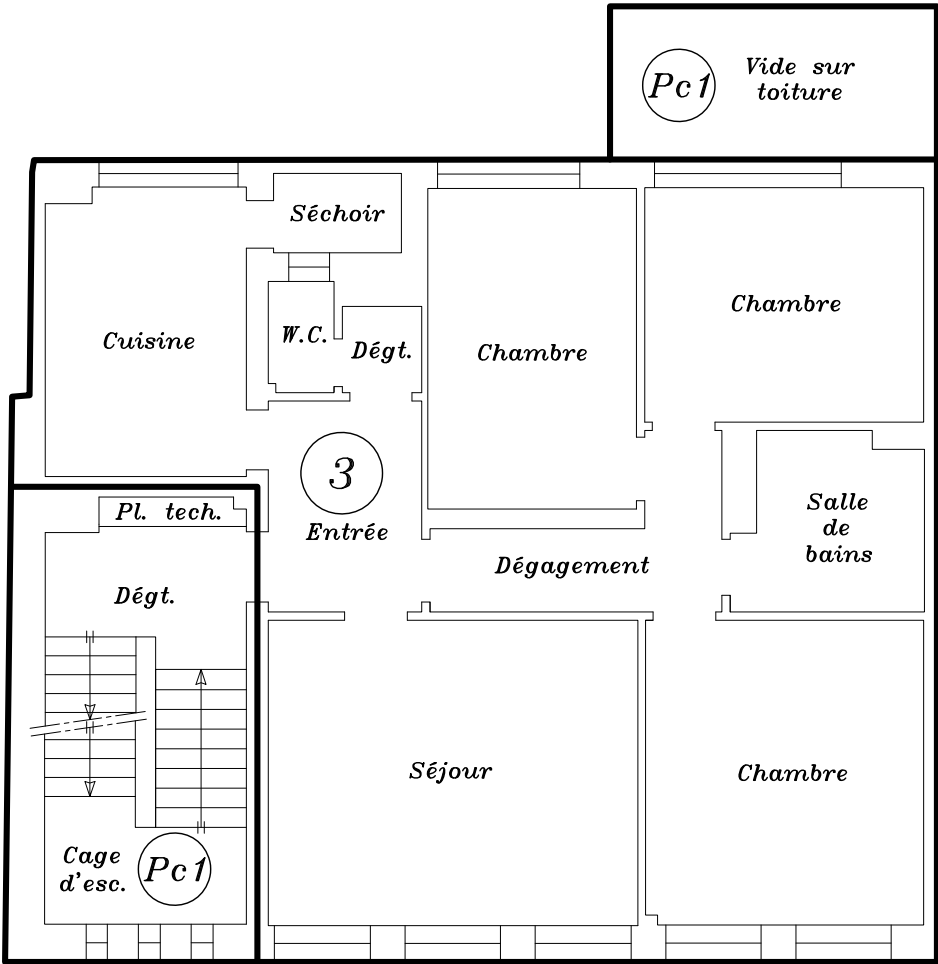 Pc1
Vide sur
toiture
Séchoir
Cuisine
W.C.
Dégt.
Chambre
Chambre
3
Entrée
Pl. tech.
Salle
de
bains
Dégagement
Dégt.
Séjour
Chambre
Cage
d'esc.
Pc1